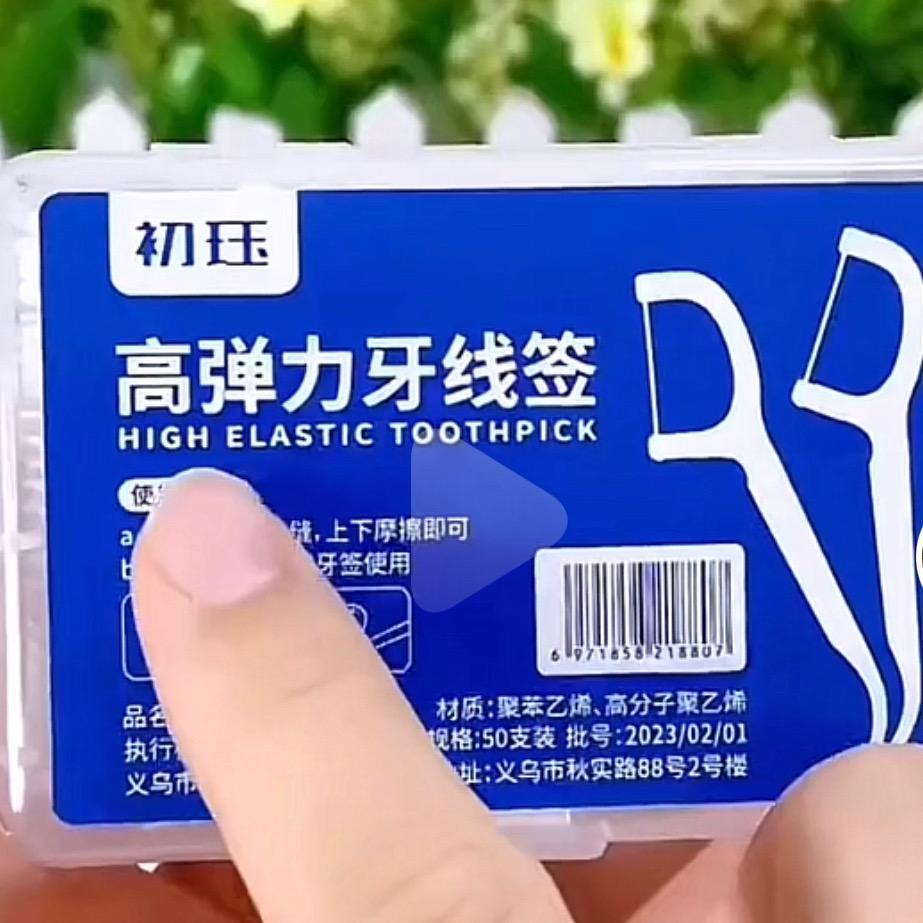 初珏
高弹力牙线签
HIGH ELASTIC TOOTHPICK
使
a 缝,上下摩擦即可
b 牙签使用
6 971858 218807
品名 材质:聚苯乙烯、高分子聚乙烯
执行 规格:50支装 批号:2023/02/01
义乌市 址:义乌市秋实路88号2号楼